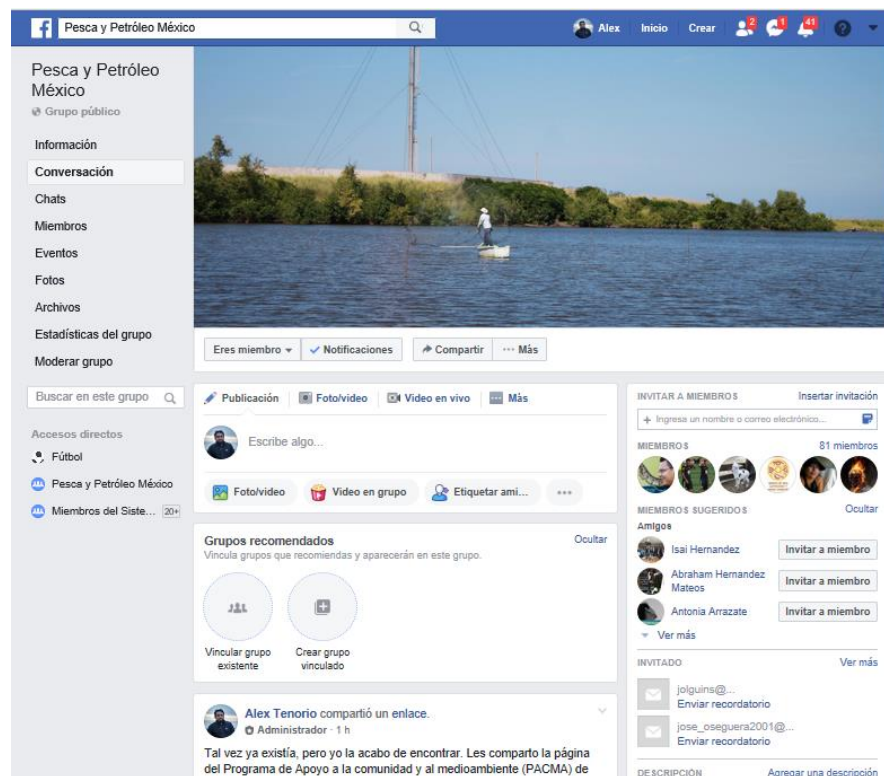 Pesca y Petróleo México
Alex
Inicio
Crear
2
1
41
Pesca y Petróleo
México
Grupo público
Información
Conversación
Chats
Miembros
Eventos
Fotos
Archivos
Estadísticas del grupo
Moderar grupo
Buscar en este grupo
Accesos directos
Fútbol
Pesca y Petróleo México
Miembros del Siste... 20+
Eres miembro
Notificaciones
Compartir
Más
Publicación
Foto/video
Video en vivo
Más
Escribe algo...
Foto/video
Video en grupo
Etiquetar ami...
Grupos recomendados
Ocultar
Vincula grupos que recomiendas y aparecerán en este grupo.
Vincular grupo
existente
Crear grupo
vinculado
Alex Tenorio compartió un enlace.
Administrador · 1 h
Tal vez ya existía, pero yo la acabo de encontrar. Les comparto la página
del Programa de Apoyo a la comunidad y al medioambiente (PACMA) de
INVITAR A MIEMBROS
Insertar invitación
+ Ingresa un nombre o correo electrónico...
MIEMBROS
81 miembros
MIEMBROS SUGERIDOS
Ocultar
Amigos
Isai Hernandez
Invitar a miembro
Abraham Hernandez
Mateos
Invitar a miembro
Antonia Arrazate
Invitar a miembro
Ver más
INVITADO
Ver más
jolguins@...
Enviar recordatorio
jose_oseguera2001@...
Enviar recordatorio
DESCRIPCIÓN
Agregar una descripción